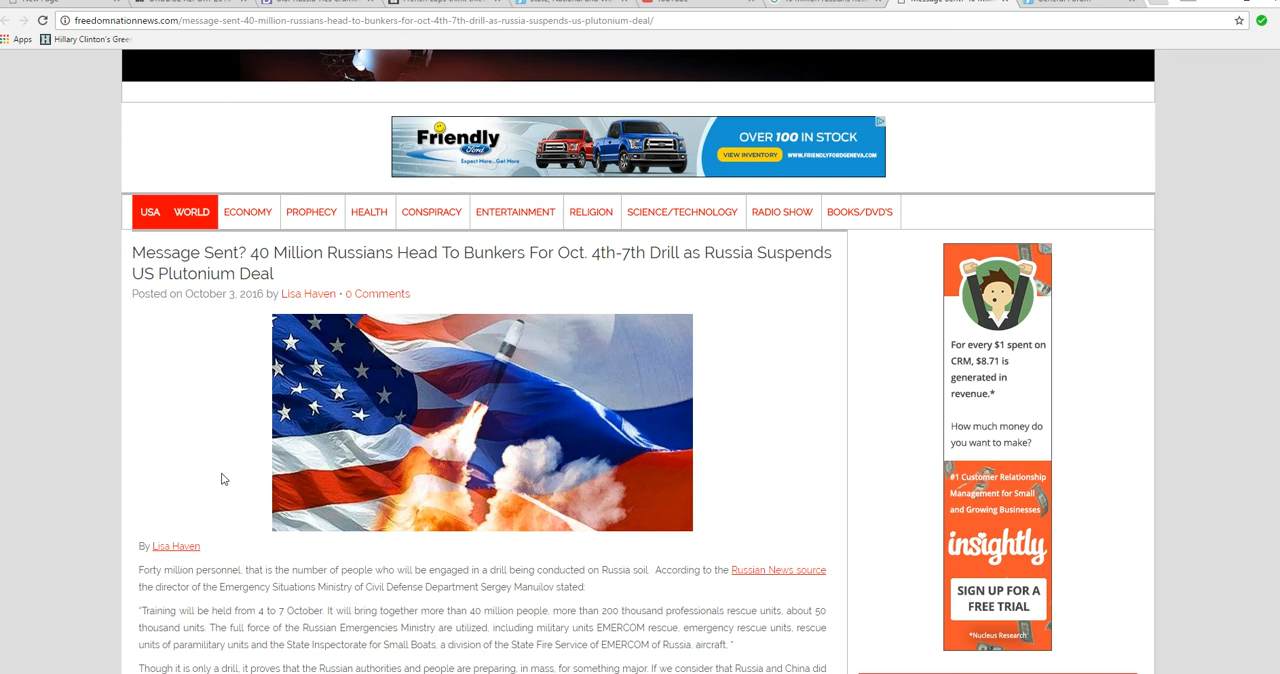 freedomnationnews.com/message-sent-40-million-russians-head-to-bunkers-for-oct-4th-7th-drill-as-russia-suspends-us-plutonium-deal/
Apps Hillary Clinton's Gree
Friendly
Ford
Expect More...Get More
OVER 100 IN STOCK
VIEW INVENTORY WWW.FRIENDLYFORDGENEVA.COM
USA WORLD ECONOMY PROPHECY HEALTH CONSPIRACY ENTERTAINMENT RELIGION SCIENCE/TECHNOLOGY RADIO SHOW BOOKS/DVD'S
Message Sent? 40 Million Russians Head To Bunkers For Oct. 4th-7th Drill as Russia Suspends
US Plutonium Deal
Posted on October 3, 2016 by Lisa Haven • 0 Comments
By Lisa Haven
Forty million personnel, that is the number of people who will be engaged in a drill being conducted on Russia soil. According to the Russian News source
the director of the Emergency Situations Ministry of Civil Defense Department Sergey Manuilov stated:
“Training will be held from 4 to 7 October. It will bring together more than 40 million people, more than 200 thousand professionals rescue units, about 50
thousand units. The full force of the Russian Emergencies Ministry are utilized, including military units EMERCOM rescue, emergency rescue units, rescue
units of paramilitary units and the State Inspectorate for Small Boats, a division of the State Fire Service of EMERCOM of Russia, aircraft, ”
Though it is only a drill, it proves that the Russian authorities and people are preparing, in mass, for something major. If we consider that Russia and China did
For every $1 spent on
CRM, $8.71 is
generated in
revenue.*
How much money do
you want to make?
#1 Customer Relationship
Management for Small
and Growing Businesses
insightly
SIGN UP FOR A
FREE TRIAL
*Nucleus Research